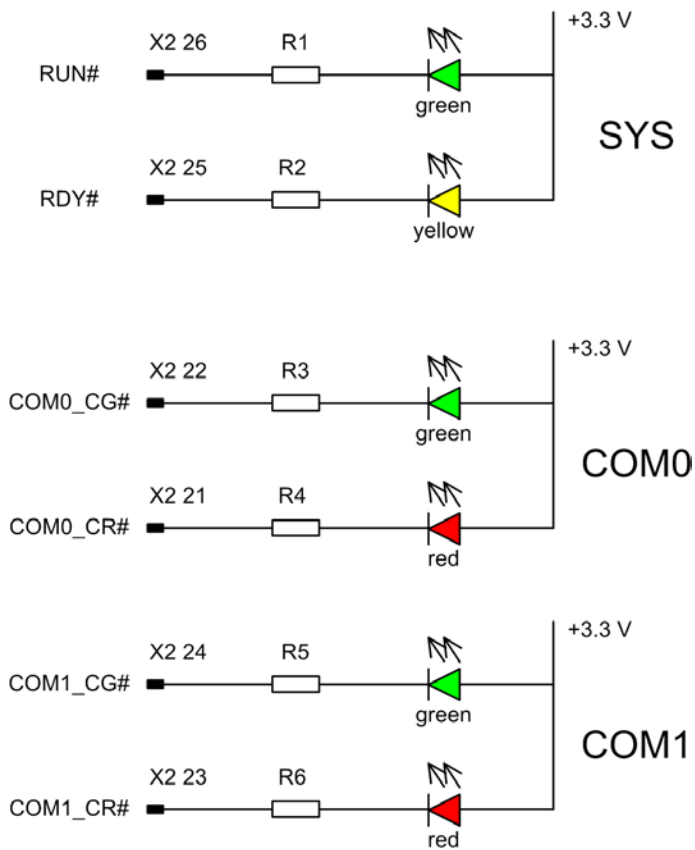 +3.3 V
X2 26 R1
RUN#
green
SYS
X2 25 R2
RDY#
yellow
+3.3 V
X2 22 R3
COM0_CG#
green
COM0
X2 21 R4
COM0_CR#
red
+3.3 V
X2 24 R5
COM1_CG#
green
COM1
X2 23 R6
COM1_CR#
red